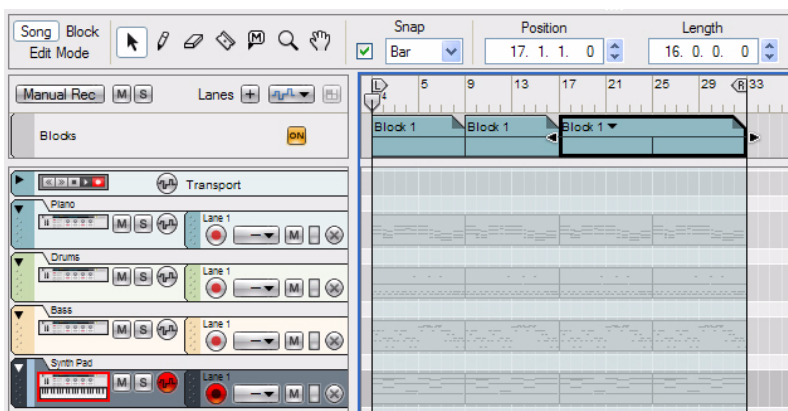 Song Block Snap Position Length
Edit Mode Bar 17. 1. 1. 0 16. 0. 0. 0
Manual Rec M S Lanes + 5 9 13 17 21 25 29 R 33
Blocks ON Block 1 Block 1 Block 1
Transport
Piano
M S Lane 1 M
Drums
M S Lane 1 M
Bass
M S Lane 1 M
Synth Pad
M S Lane 1 M